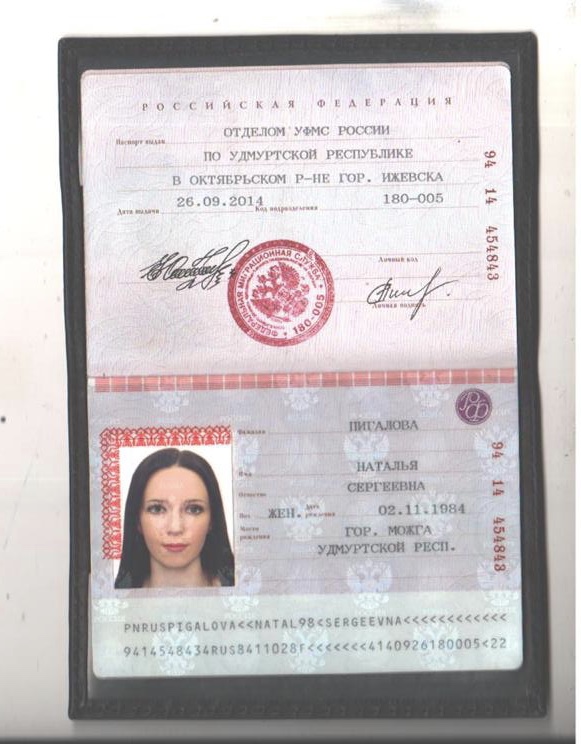 РОССИЙСКАЯ ФЕДЕРАЦИЯ
Паспорт выдан
ОТДЕЛОМ УФМС РОССИИ
ПО УДМУРТСКОЙ РЕСПУБЛИКЕ
В ОКТЯБРЬСКОМ Р-НЕ ГОР. ИЖЕВСКА
Дата выдачи 26.09.2014 Код подразделения 180-005
Личный код
Личная подпись
ФЕДЕРАЛЬНАЯ МИГРАЦИОННАЯ СЛУЖБА 180-005
94 14 454843
РФ
Фамилия ПИГАЛОВА
Имя НАТАЛЬЯ
Отчество СЕРГЕЕВНА
Пол ЖЕН. Дата рождения 02.11.1984
Место рождения ГОР. МОЖГА
УДМУРТСКОЙ РЕСП.
94 14 454843
PNRUSPIGALOVA<<NATAL98<SERGEEVNA<<<<<<<<<<<<
9414548434RUS8411028F<<<<<<<4140926180005<22